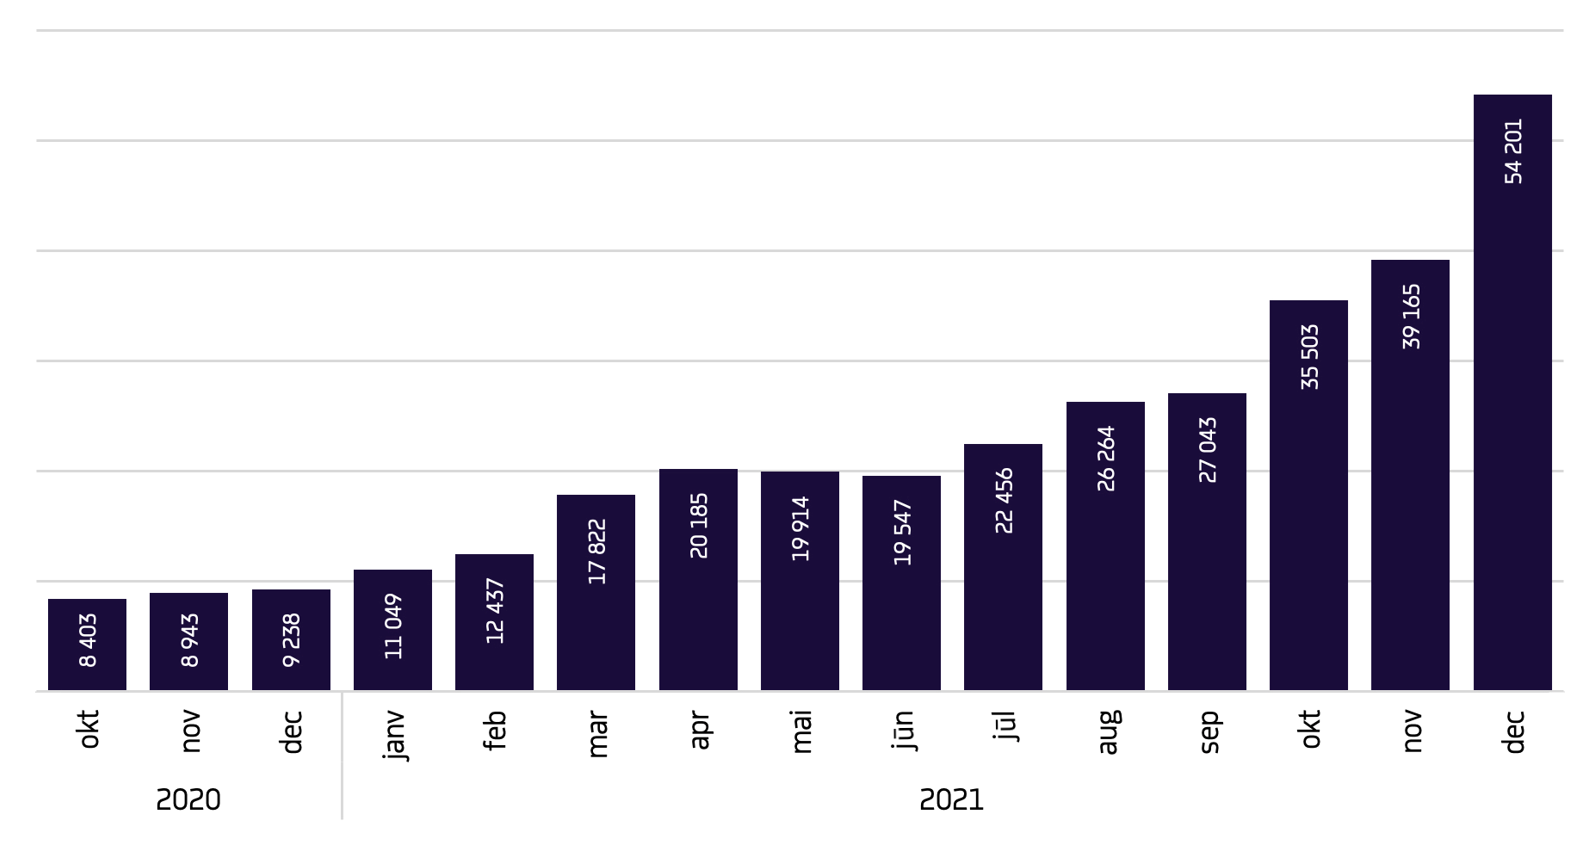 8 403
8 943
9 238
11 049
12 437
17 822
20 185
19 914
19 547
22 456
26 264
27 043
35 503
39 165
54 201
okt
nov
dec
janv
feb
mar
apr
mai
jūn
jūl
aug
sep
okt
nov
dec
2020
2021